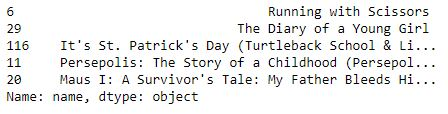 6 Running with Scissors
29 The Diary of a Young Girl
116 It's St. Patrick's Day (Turtleback School & Li...
11 Persepolis: The Story of a Childhood (Persepol...
20 Maus I: A Survivor's Tale: My Father Bleeds Hi...
Name: name, dtype: object